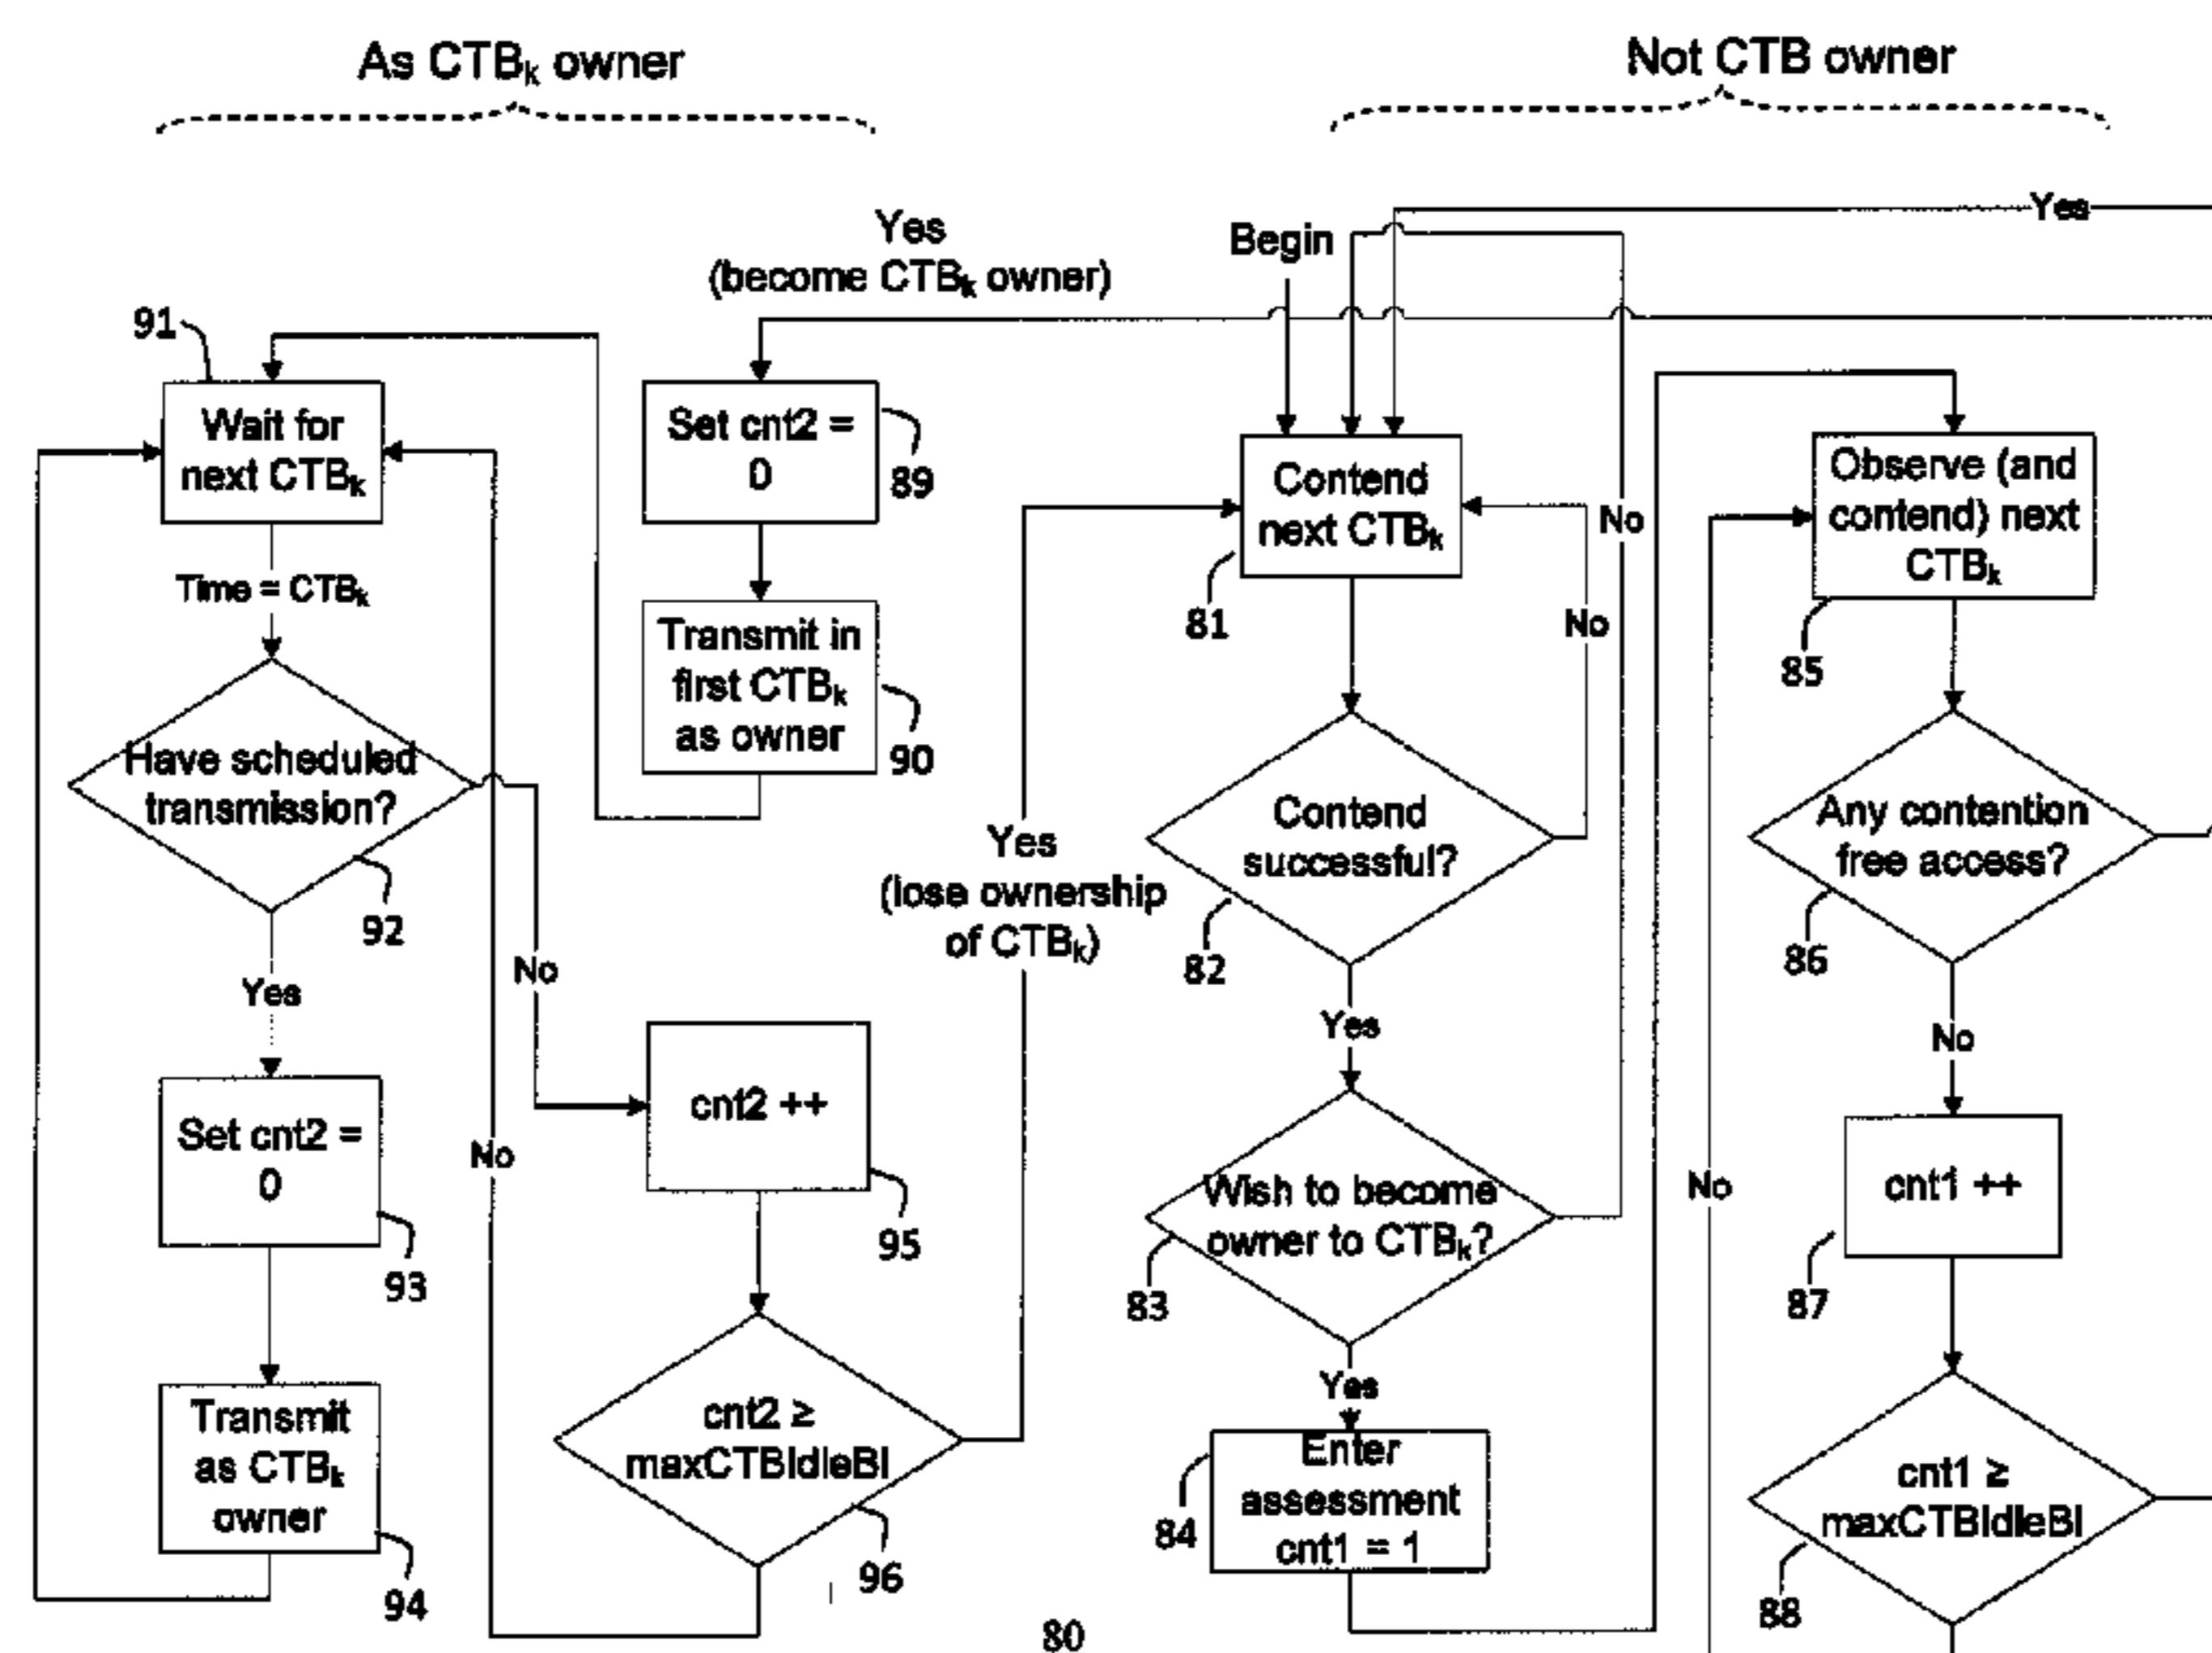 As CTBk owner
Not CTB owner
Yes
Yes
(become CTBk owner)
Begin
91
Wait for
next CTBk
Set cnt2 =
0
89
Contend
next CTBk
81
No
No
Observe (and
contend) next
CTBk
85
Time = CTBk
Transmit in
first CTBk
as owner
90
Have scheduled
transmission?
92
Yes
(lose ownership
of CTBk)
Contend
successful?
82
Any contention
free access?
86
Yes
No
Yes
No
Set cnt2 =
0
93
No
cnt2 ++
95
Wish to become
owner to CTBk?
83
No
cnt1 ++
87
Yes
Transmit
as CTBk
owner
94
cnt2 ≥
maxCTBIdleBI
96
Enter
assessment
cnt1 = 1
84
cnt1 ≥
maxCTBIdleBI
88
80